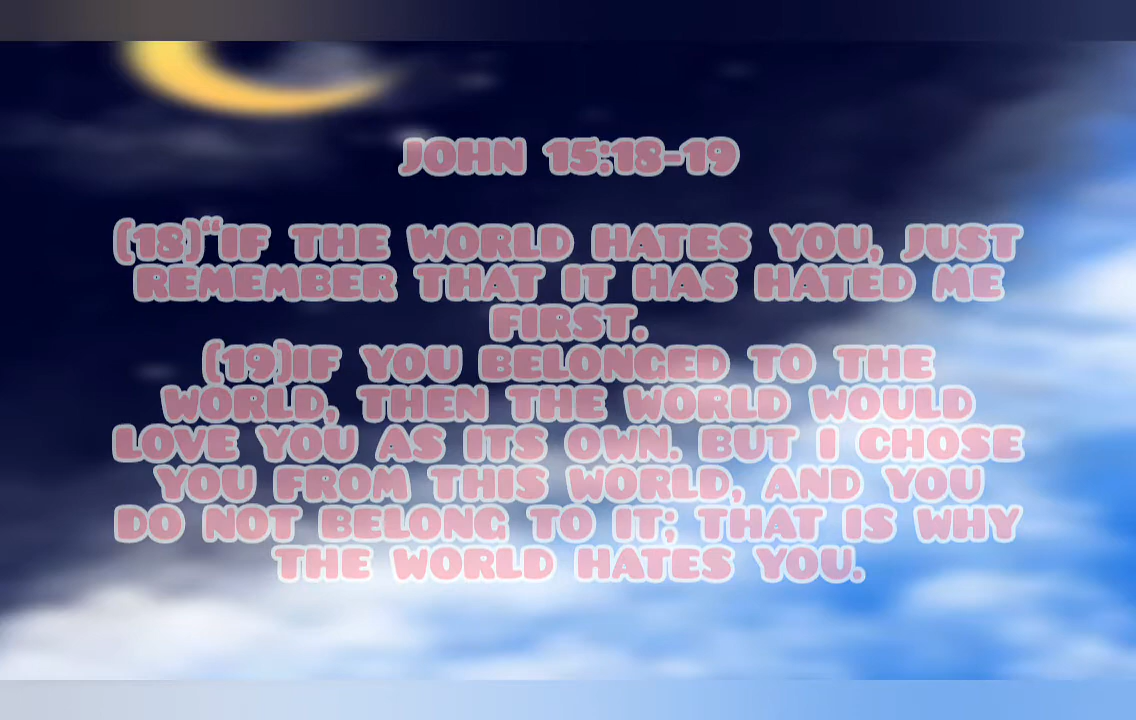 JOHN 15:18-19
(18)“IF THE WORLD HATES YOU, JUST
REMEMBER THAT IT HAS HATED ME
FIRST.
(19)IF YOU BELONGED TO THE
WORLD, THEN THE WORLD WOULD
LOVE YOU AS ITS OWN. BUT I CHOSE
YOU FROM THIS WORLD, AND YOU
DO NOT BELONG TO IT; THAT IS WHY
THE WORLD HATES YOU.